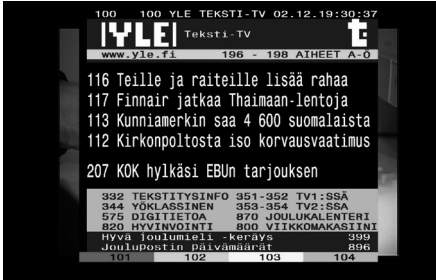 100 100 YLE TEKSTI-TV 02.12.19:30:37
YLE Teksti-TV
www.yle.fi 196 - 198 AIHEET A-Ö
116 Teille ja raiteille lisää rahaa
117 Finnair jatkaa Thaimaan-lentoja
113 Kunniamerkin saa 4 600 suomalaista
112 Kirkonpoltosta iso korvausvaatimus
207 KOK hylkäsi EBUn tarjouksen
332 TEKSTITYSINFO 351-352 TV1:SSÄ
344 YÖKLASSINEN 353-354 TV2:SSA
575 DIGITIETOA 870 JOULUKALENTERI
820 HYVINVOINTI 800 VIIKKOMAKASIINI
Hyvä joulumieli -keräys 399
JouluPostin päivämäärät 896
101 102 103 104